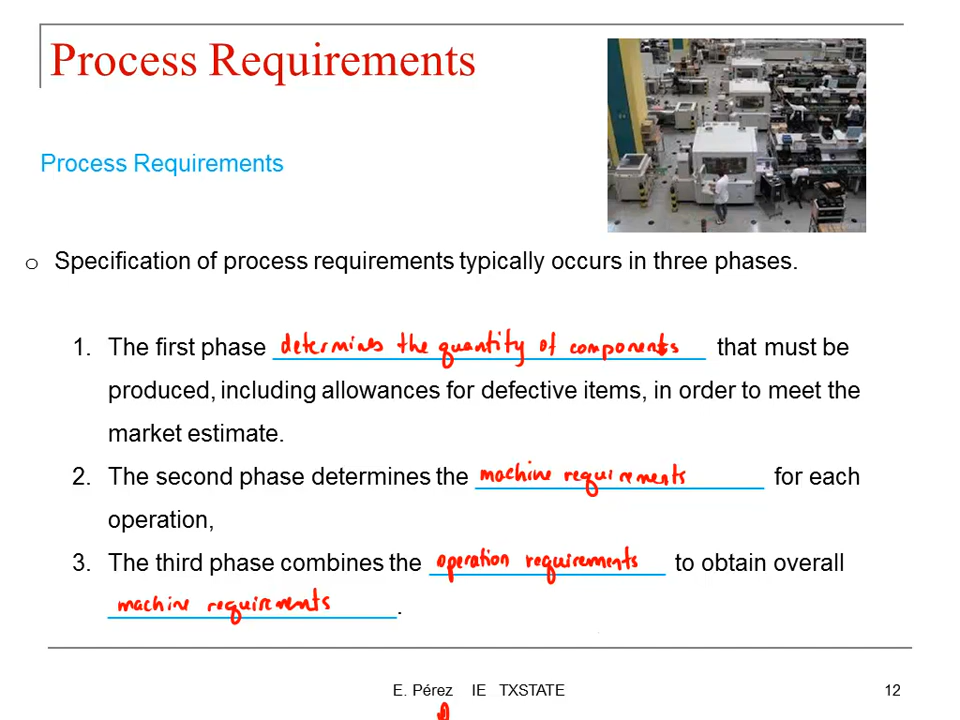 Process Requirements
Process Requirements
o Specification of process requirements typically occurs in three phases.
1. The first phase determines the quantity of components that must be
produced, including allowances for defective items, in order to meet the
market estimate.
2. The second phase determines the machine requirements for each
operation,
3. The third phase combines the operation requirements to obtain overall
machine requirements.
E. Pérez IE TXSTATE 12